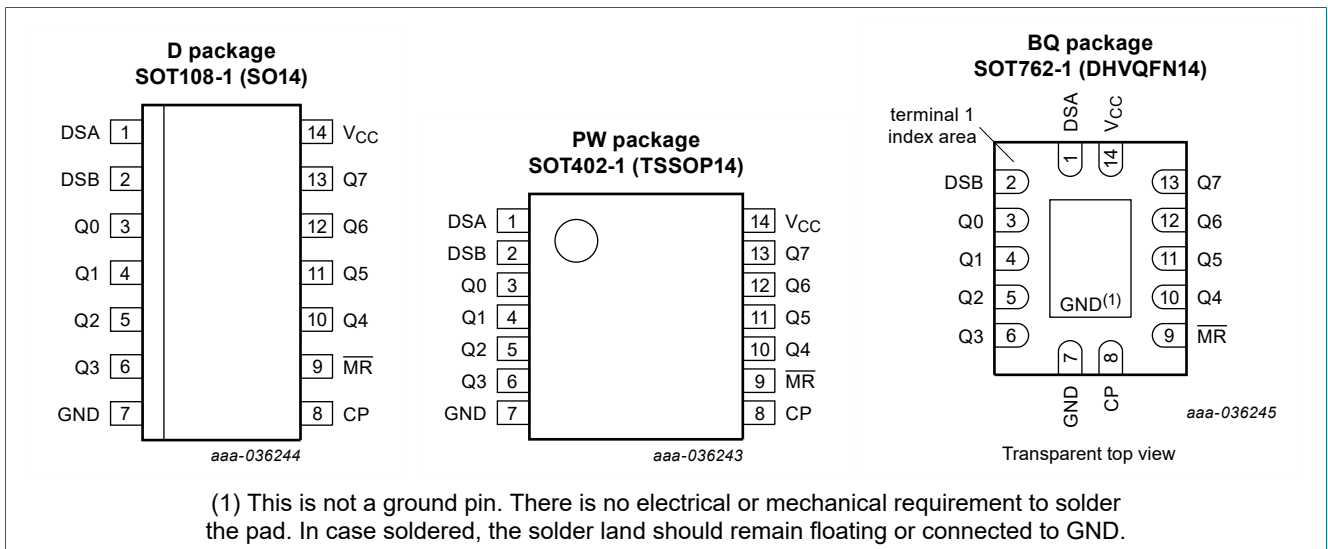 D package
SOT108-1 (SO14)
DSA 1
DSB 2
Q0 3
Q1 4
Q2 5
Q3 6
GND 7
14 VCC
13 Q7
12 Q6
11 Q5
10 Q4
9 M̅R̅
8 CP
aaa-036244
PW package
SOT402-1 (TSSOP14)
DSA 1
DSB 2
Q0 3
Q1 4
Q2 5
Q3 6
GND 7
14 VCC
13 Q7
12 Q6
11 Q5
10 Q4
9 M̅R̅
8 CP
aaa-036243
BQ package
SOT762-1 (DHVQFN14)
terminal 1
index area
DSA 1
VCC 14
DSB 2
Q0 3
Q1 4
Q2 5
Q3 6
13 Q7
12 Q6
11 Q5
10 Q4
9 M̅R̅
GND(1)
GND 7
CP 8
aaa-036245
Transparent top view
(1) This is not a ground pin. There is no electrical or mechanical requirement to solder
the pad. In case soldered, the solder land should remain floating or connected to GND.